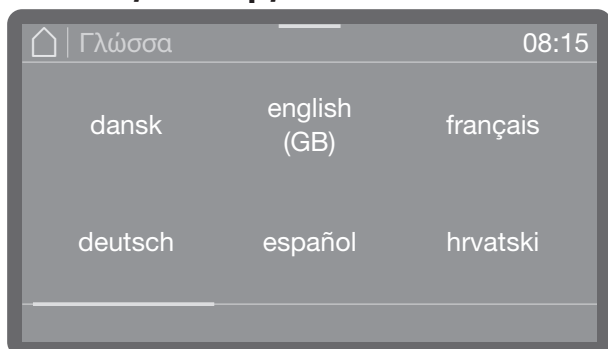 Γλώσσα 08:15
dansk english (GB) français
deutsch español hrvatski